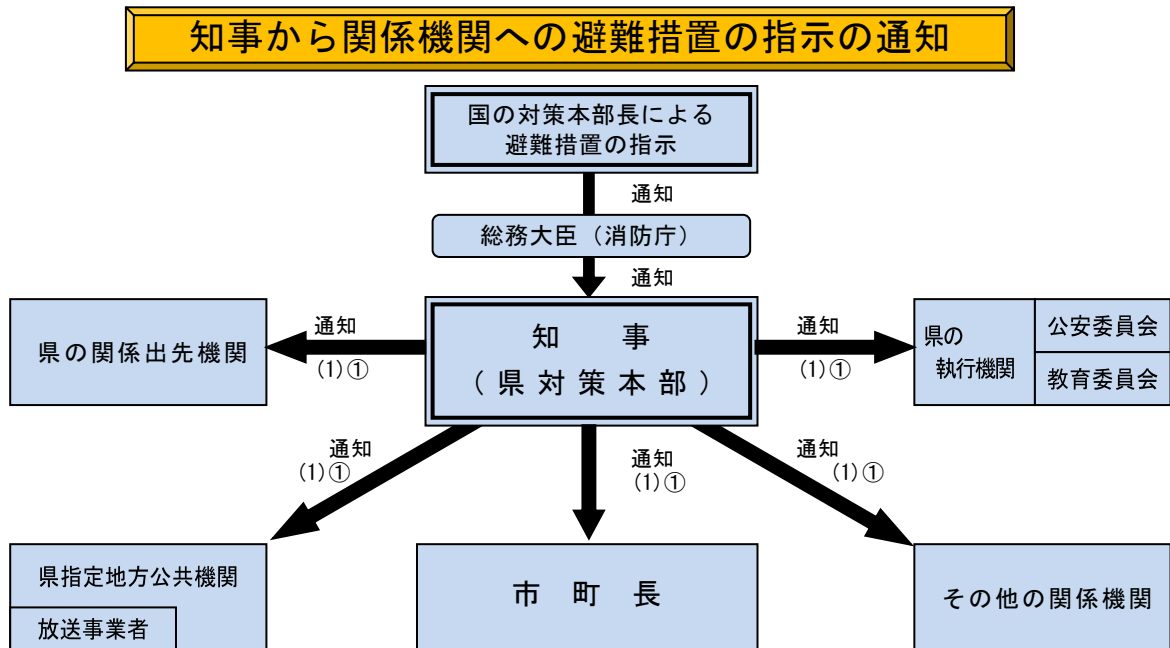 知事から関係機関への避難措置の指示の通知
国の対策本部長による
避難措置の指示
通知
総務大臣（消防庁）
通知
県の関係出先機関
通知
(1)①
知事
（県対策本部）
通知
(1)①
県の
執行機関
公安委員会
教育委員会
通知
(1)①
通知
(1)①
通知
(1)①
県指定地方公共機関
放送事業者
市町長
その他の関係機関